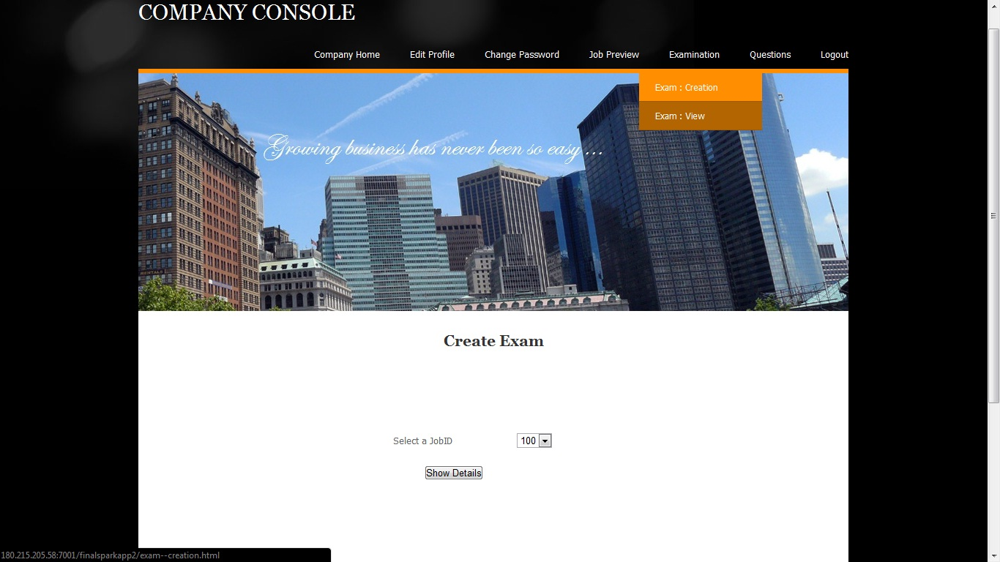 COMPANY CONSOLE
Company Home Edit Profile Change Password Job Preview Examination Questions Logout
Exam : Creation
Exam : View
Growing business has never been so easy ...
Create Exam
Select a JobID 100
Show Details
180.215.205.58:7001/finalsparkapp2/exam--creation.html